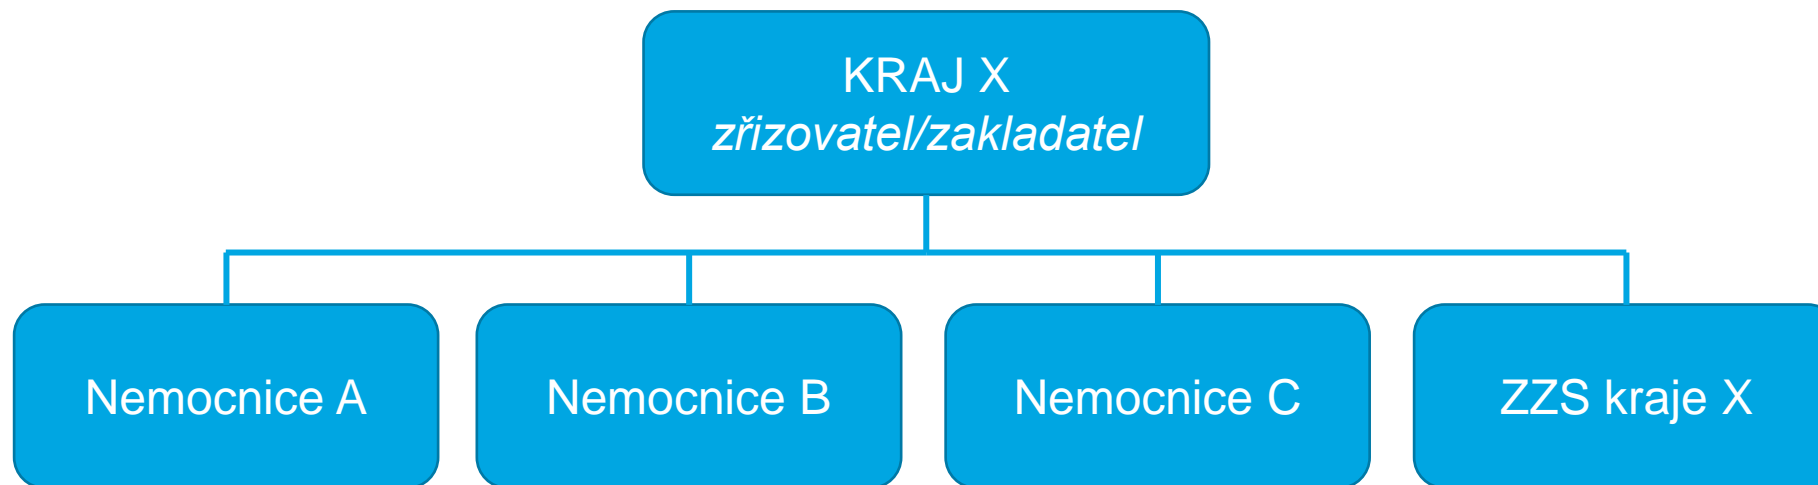 KRAJ X
zřizovatel/zakladatel
Nemocnice A
Nemocnice B
Nemocnice C
ZZS kraje X